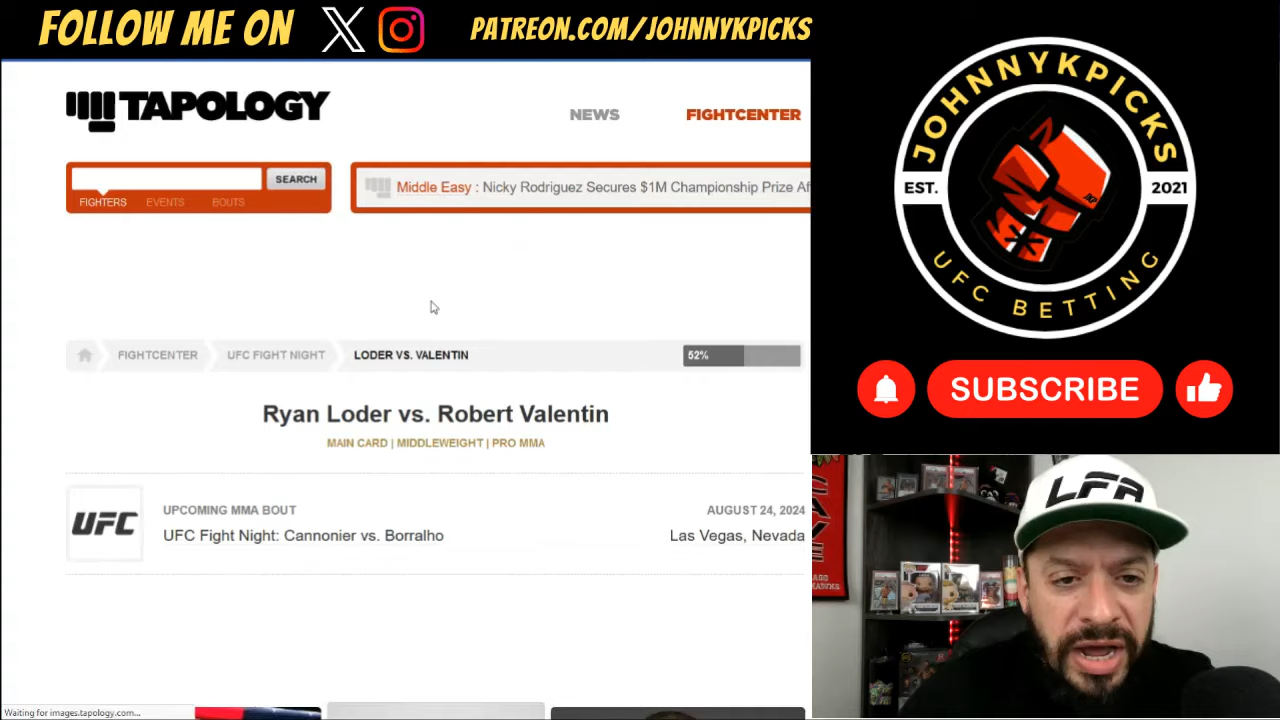 FOLLOW ME ON
PATREON.COM/JOHNNYKPICKS
TAPOLOGY
NEWS
FIGHTCENTER
SEARCH
FIGHTERS
EVENTS
BOUTS
Middle Easy : Nicky Rodriguez Secures $1M Championship Prize Af
FIGHTCENTER
UFC FIGHT NIGHT
LODER VS. VALENTIN
52%
Ryan Loder vs. Robert Valentin
MAIN CARD | MIDDLEWEIGHT | PRO MMA
UFC
UPCOMING MMA BOUT
AUGUST 24, 2024
UFC Fight Night: Cannonier vs. Borralho
Las Vegas, Nevada
Waiting for images.tapology.com...
JOHNNYKPICKS
EST.
2021
UFC BETTING
SUBSCRIBE
LFA